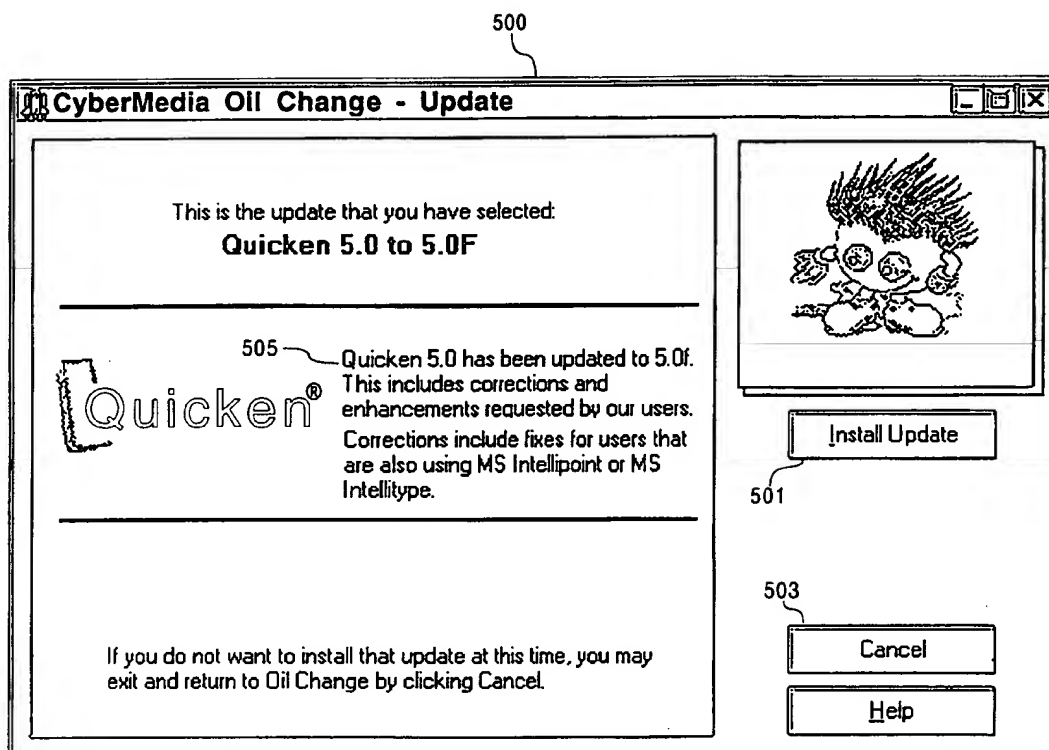 500
CyberMedia Oil Change - Update
This is the update that you have selected:
Quicken 5.0 to 5.0F
505
Quicken®
Quicken 5.0 has been updated to 5.0f.
This includes corrections and
enhancements requested by our users.
Corrections include fixes for users that
are also using MS Intellipoint or MS
Intellitype.
If you do not want to install that update at this time, you may
exit and return to Oil Change by clicking Cancel.
Install Update
501
503
Cancel
Help